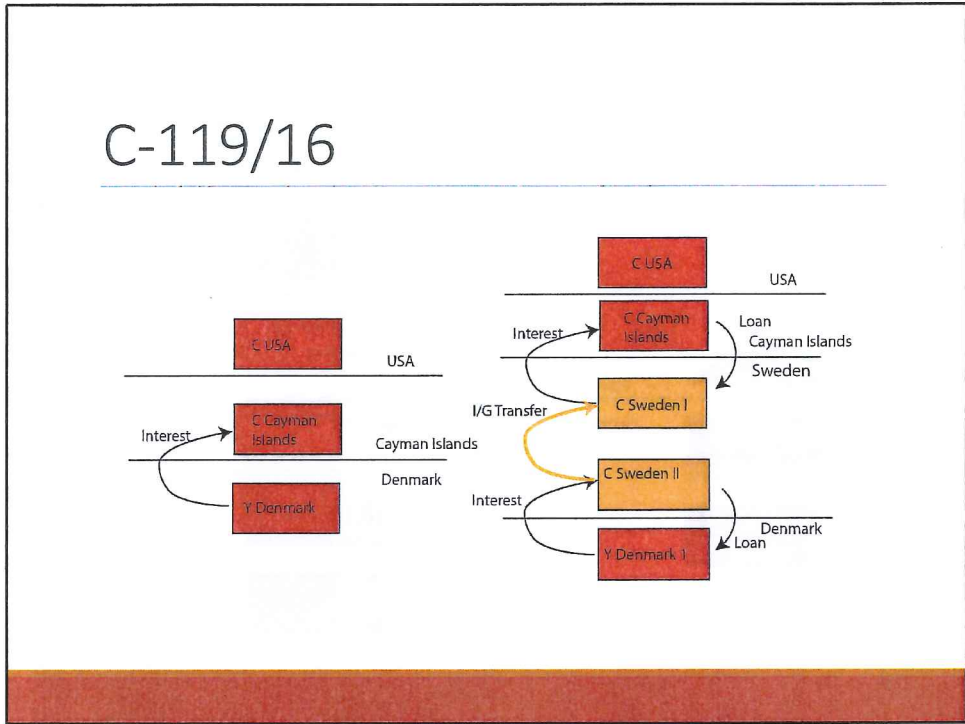 C-119/16
C USA
USA
C Cayman
Islands
Interest
Cayman Islands
Denmark
Y Denmark
C USA
USA
C Cayman
Islands
Interest
Loan
Cayman Islands
Sweden
C Sweden I
I/G Transfer
C Sweden II
Interest
Denmark
Loan
Y Denmark 1